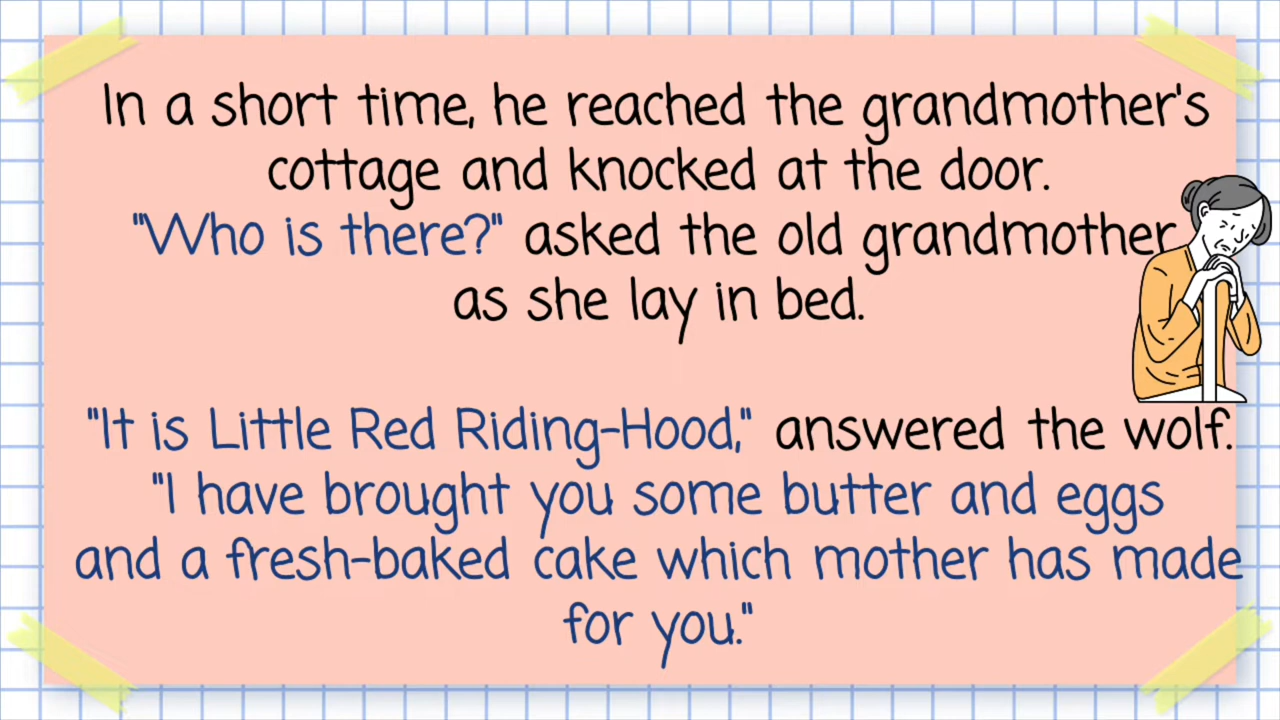 In a short time, he reached the grandmother's
cottage and knocked at the door.
"Who is there?" asked the old grandmother
as she lay in bed.
"It is Little Red Riding-Hood," answered the wolf.
"I have brought you some butter and eggs
and a fresh-baked cake which mother has made
for you."